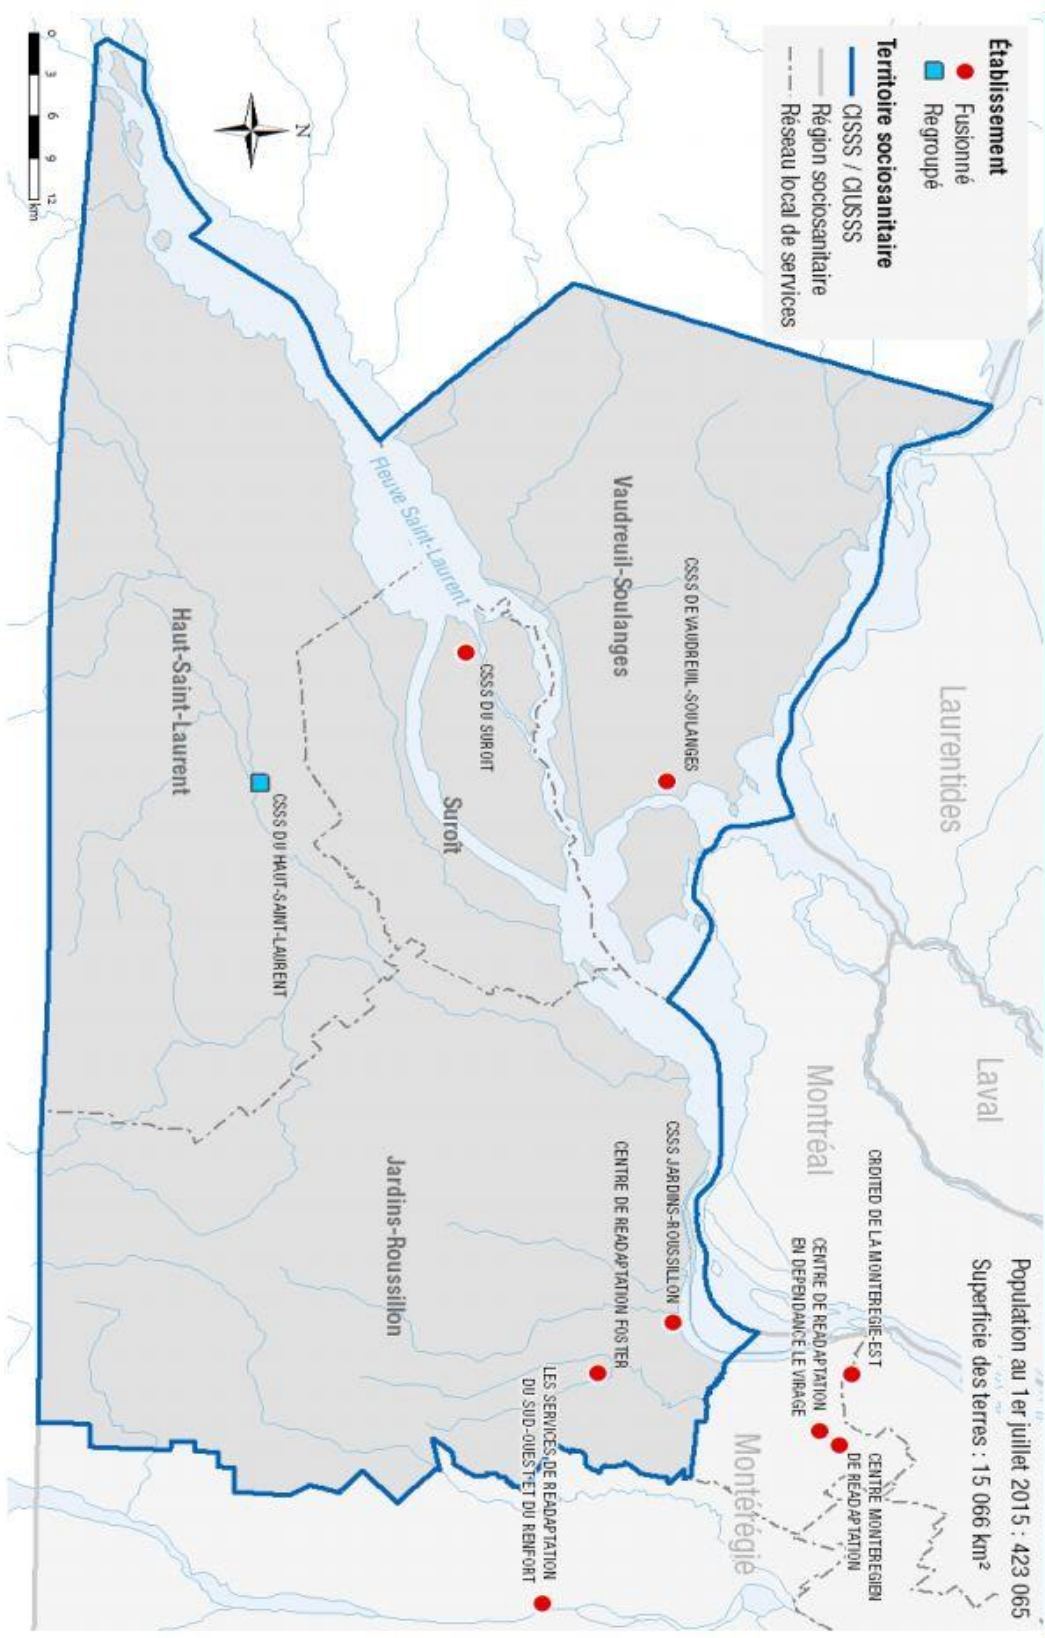 Établissement
Fusionné
Regroupé
Territoire sociosanitaire
CISSS / CIUSSS
Région sociosanitaire
Réseau local de services
Population au 1er juillet 2015 : 423 065
Superficie des terres : 15 066 km²
Laurentides
Laval
Montréal
CRDITED DE LA MONTEREGIE-EST
CENTRE DE READAPTATION
EN DEPENDANCE LE VIRAGE
CENTRE MONTEREGIEN
DE READAPTATION
Montérégie
CSSS DE VAUDREUIL-SOULANGES
Vaudreuil-Soulanges
CSSS JARDINS-ROUSSILLON
CENTRE DE READAPTATION FOSTER
LES SERVICES DE READAPTATION
DU SUD-OUEST ET DU RENFORT
Fleuve Saint-Laurent
CSSS DU SUROIT
Suroît
Jardins-Roussillon
CSSS DU HAUT-SAINT-LAURENT
Haut-Saint-Laurent
N
0 3 6 9 12
km